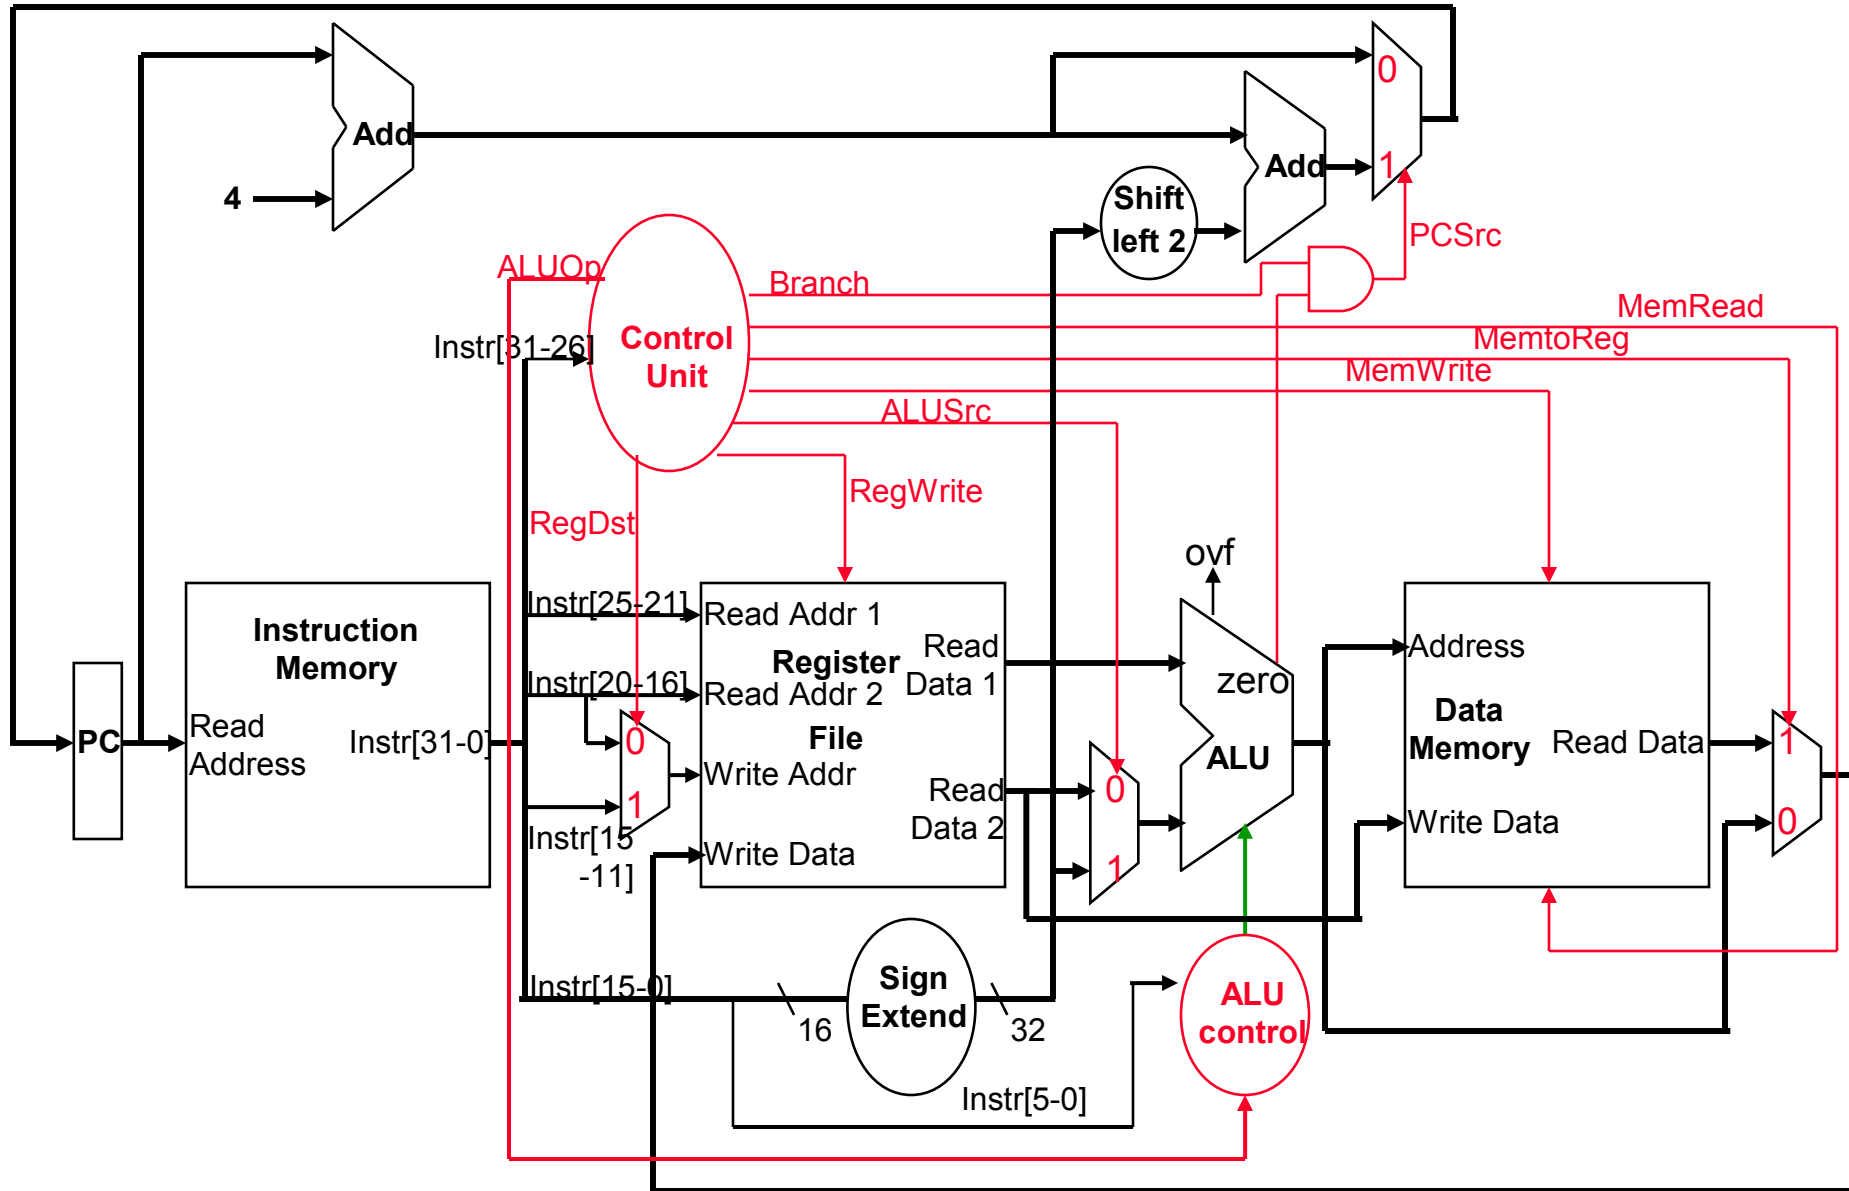 0
Add
Add
1
4
Shift
left 2
PCSrc
ALUOp
Branch
MemRead
Instr[31-26]
Control
Unit
MemtoReg
MemWrite
ALUSrc
RegWrite
RegDst
ovf
Instruction
Memory
Instr[25-21]
Read Addr 1
Register
Read
Data 1
Instr[20-16]
Read Addr 2
File
zero
ALU
Address
Data
Memory
Read Data
1
0
PC
Read
Address
Instr[31-0]
0
1
Write Addr
Read
Data 2
0
1
Write Data
Instr[15
-11]
Write Data
Instr[15-0]
16
Sign
Extend
32
ALU
control
Instr[5-0]